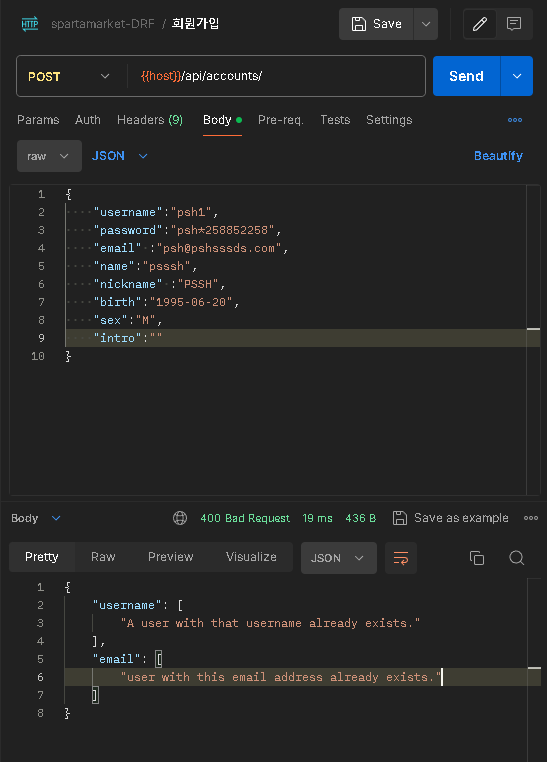 HTTP spartamarket-DRF / 회원가입 Save
POST {{host}}/api/accounts/ Send
Params Auth Headers (9) Body Pre-req. Tests Settings
raw JSON Beautify
1 {
2 "username":"psh1",
3 "password":"psh*258852258",
4 "email" :"psh@pshsssds.com",
5 "name":"psssh",
6 "nickname" :"PSSH",
7 "birth":"1995-06-20",
8 "sex":"M",
9 "intro":""
10 }
Body 400 Bad Request 19 ms 436 B Save as example
Pretty Raw Preview Visualize JSON
1 {
2 "username": [
3 "A user with that username already exists."
4 ],
5 "email": [
6 "user with this email address already exists."
7 ]
8 }